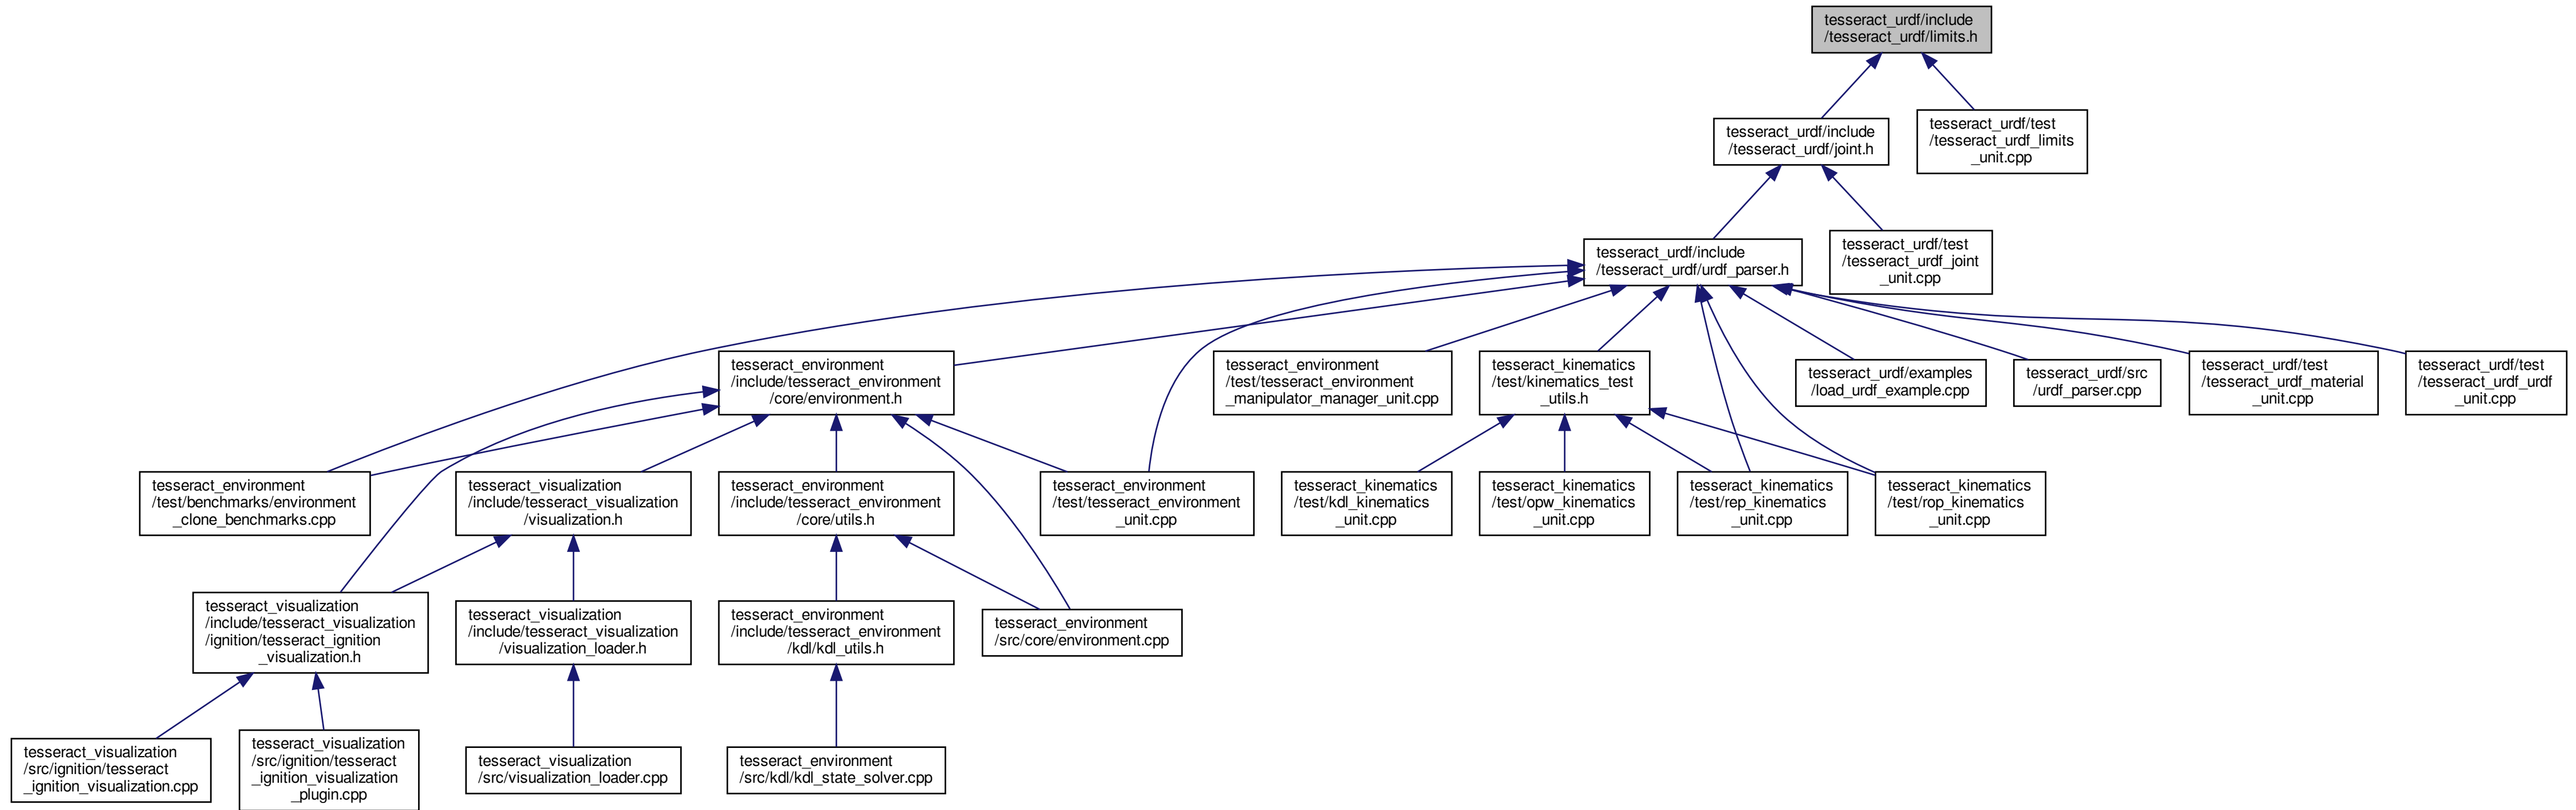 tesseract_urdf/include
/tesseract_urdf/limits.h
tesseract_urdf/include
/tesseract_urdf/joint.h
tesseract_urdf/test
/tesseract_urdf_limits
_unit.cpp
tesseract_urdf/include
/tesseract_urdf/urdf_parser.h
tesseract_urdf/test
/tesseract_urdf_joint
_unit.cpp
tesseract_environment
/include/tesseract_environment
/core/environment.h
tesseract_environment
/test/tesseract_environment
_manipulator_manager_unit.cpp
tesseract_kinematics
/test/kinematics_test
_utils.h
tesseract_urdf/examples
/load_urdf_example.cpp
tesseract_urdf/src
/urdf_parser.cpp
tesseract_urdf/test
/tesseract_urdf_material
_unit.cpp
tesseract_urdf/test
/tesseract_urdf_urdf
_unit.cpp
tesseract_environment
/test/benchmarks/environment
_clone_benchmarks.cpp
tesseract_visualization
/include/tesseract_visualization
/visualization.h
tesseract_environment
/include/tesseract_environment
/core/utils.h
tesseract_environment
/test/tesseract_environment
_unit.cpp
tesseract_kinematics
/test/kdl_kinematics
_unit.cpp
tesseract_kinematics
/test/opw_kinematics
_unit.cpp
tesseract_kinematics
/test/rep_kinematics
_unit.cpp
tesseract_kinematics
/test/rop_kinematics
_unit.cpp
tesseract_visualization
/include/tesseract_visualization
/ignition/tesseract_ignition
_visualization.h
tesseract_visualization
/include/tesseract_visualization
/visualization_loader.h
tesseract_environment
/include/tesseract_environment
/kdl/kdl_utils.h
tesseract_environment
/src/core/environment.cpp
tesseract_visualization
/src/ignition/tesseract
_ignition_visualization.cpp
tesseract_visualization
/src/ignition/tesseract
_ignition_visualization
_plugin.cpp
tesseract_visualization
/src/visualization_loader.cpp
tesseract_environment
/src/kdl/kdl_state_solver.cpp